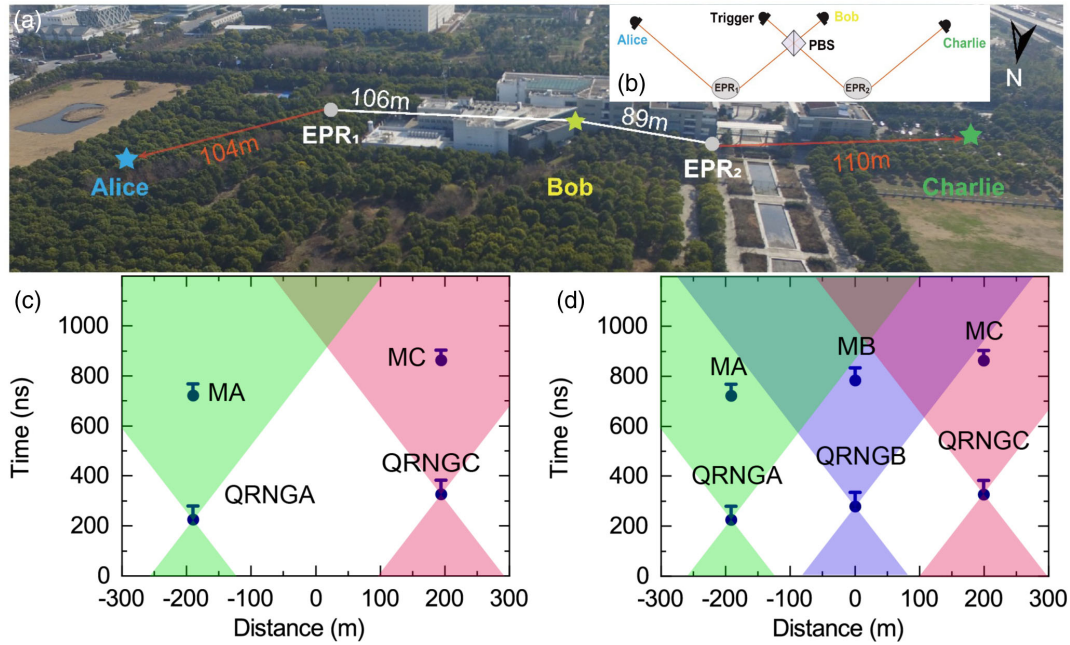 (a)
106m
EPR₁
104m
Alice
Bob
89m
EPR₂
110m
Charlie
N
(b)
Alice
Trigger
Bob
PBS
Charlie
EPR₁
EPR₂
(c)
Time (ns)
1000
800
600
400
200
0
MA
MC
QRNGA
QRNGC
-300 -200 -100 0 100 200 300
Distance (m)
(d)
Time (ns)
1000
800
600
400
200
0
MA
MB
MC
QRNGA
QRNGB
QRNGC
-300 -200 -100 0 100 200 300
Distance (m)